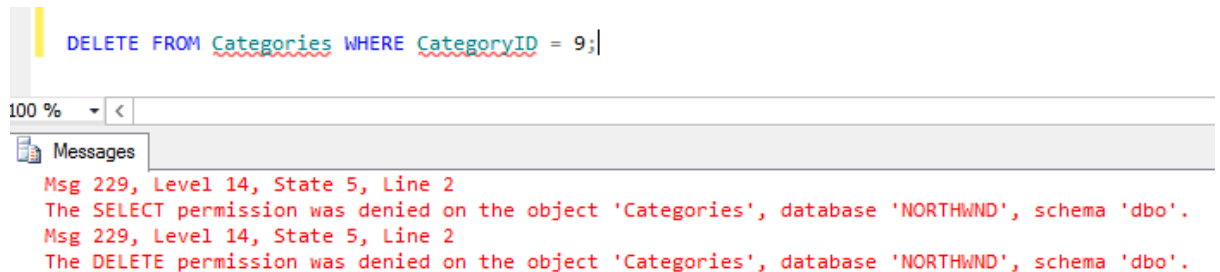 DELETE FROM Categories WHERE CategoryID = 9;
100 %
Messages
Msg 229, Level 14, State 5, Line 2
The SELECT permission was denied on the object 'Categories', database 'NORTHWND', schema 'dbo'.
Msg 229, Level 14, State 5, Line 2
The DELETE permission was denied on the object 'Categories', database 'NORTHWND', schema 'dbo'.